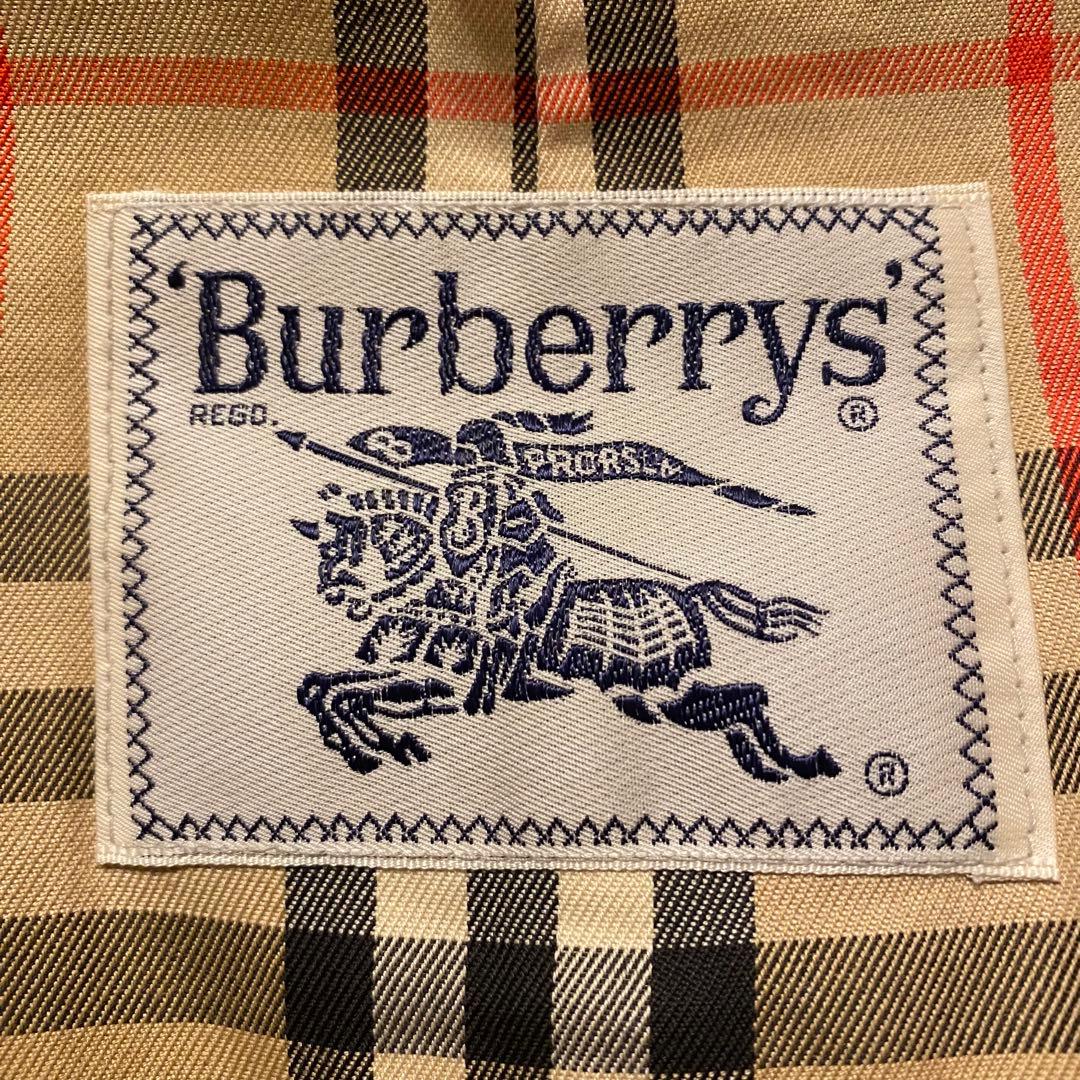 'Burberrys'
REGD.
®
B PRORSUM
®